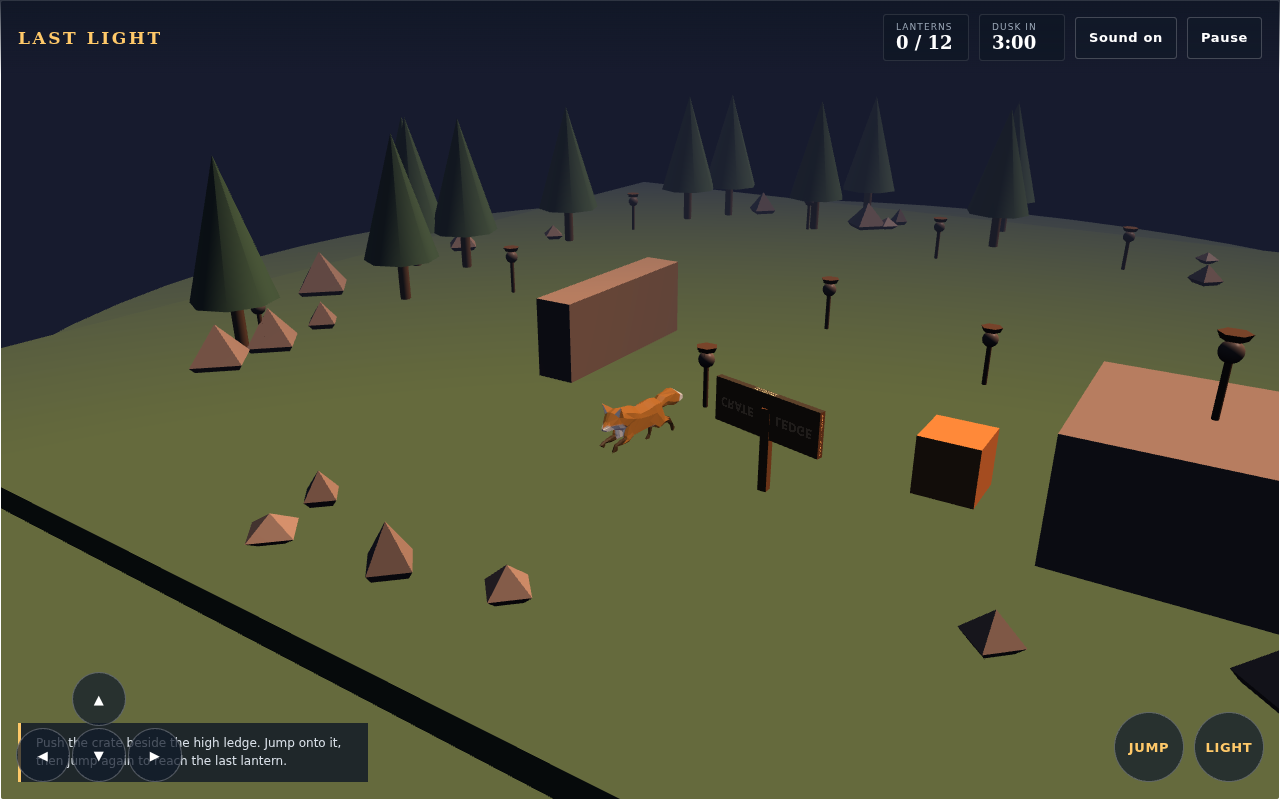 LAST LIGHT
LANTERNS
0 / 12
DUSK IN
3:00
Sound on
Pause
CRATE
LEDGE
Push the crate beside the high ledge. Jump onto it,
then jump again to reach the last lantern.
JUMP
LIGHT